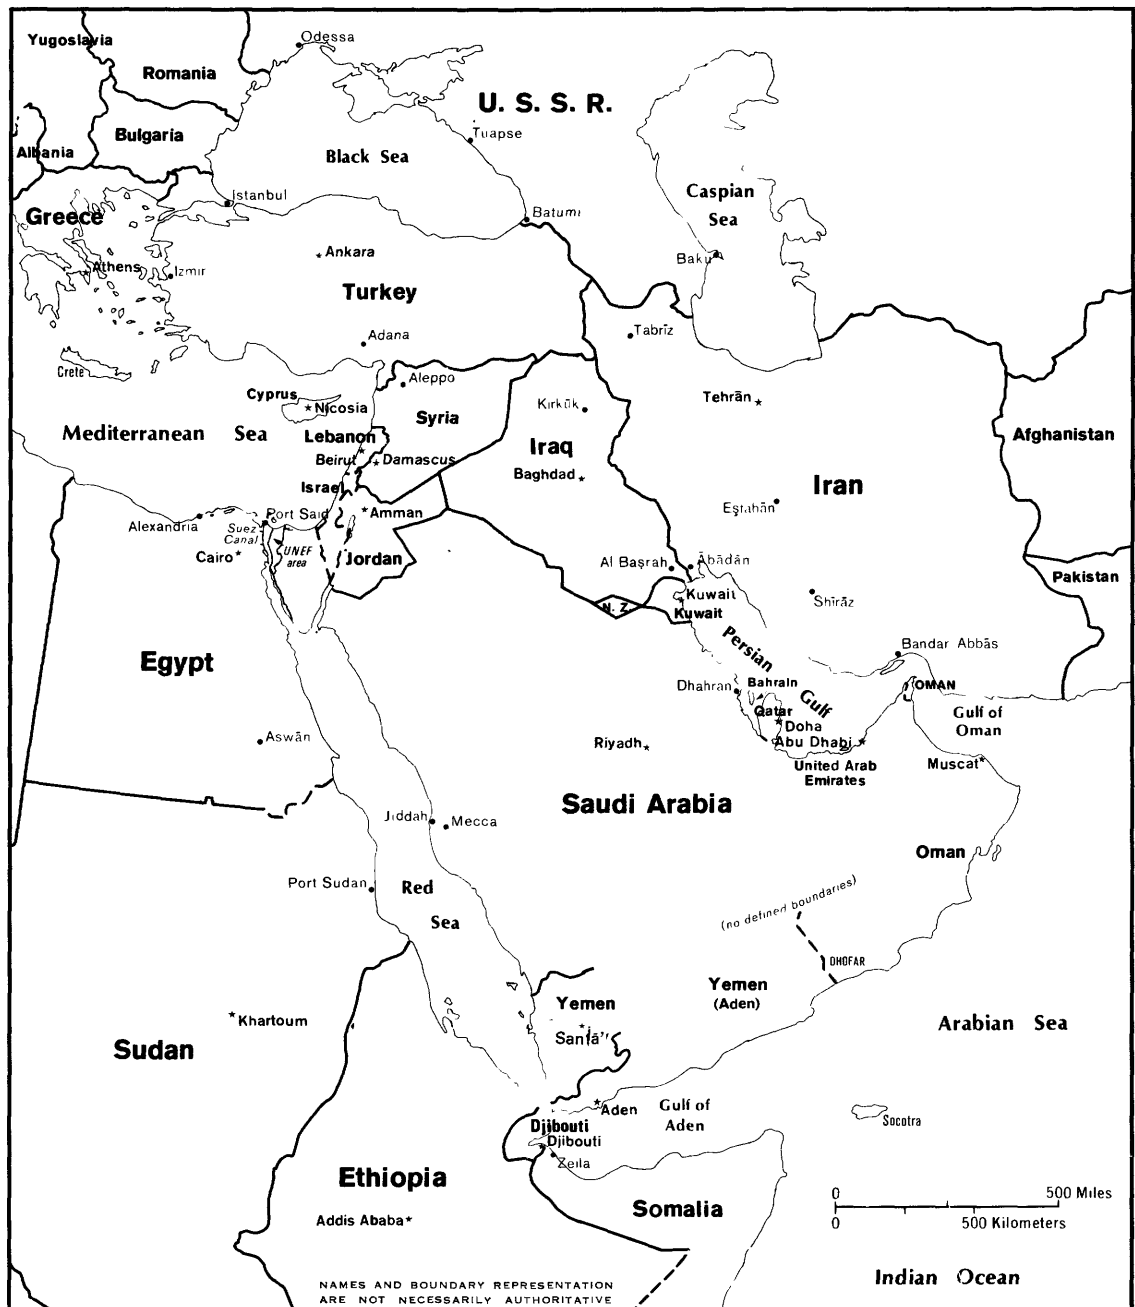 Odessa
Yugoslavia
Romania
U. S. S. R.
Bulgaria
Tuapse
Albania
Black Sea
Caspian
Sea
Istanbul
Greece
Batumi
Ankara
Baku
Athens
Izmir
Turkey
Tabrīz
Adana
Crete
Aleppo
Cyprus
Nicosia
Tehrān
Kirkūk
Syria
Mediterranean Sea
Lebanon
Iraq
Afghanistan
Beirut
Damascus
Baghdad
Israel
Iran
Eşfahān
Port Said
Amman
Alexandria
Suez
Canal
UNEF
area
Cairo
Jordan
Al Başrah
Ābādān
Pakistan
Kuwait
Shīrāz
N. Z.
Kuwait
Persian
Gulf
Bandar Abbās
Egypt
Dhahran
Bahrain
OMAN
Qatar
Gulf of
Oman
Doha
Aswān
Riyadh
Abu Dhabi
United Arab
Emirates
Muscat
Saudi Arabia
Jiddah
Mecca
Oman
Port Sudan
Red
Sea
(no defined boundaries)
DHOFAR
Yemen
(Aden)
Yemen
Khartoum
Arabian Sea
Sudan
Aden
Gulf of
Aden
Socotra
Djibouti
Djibouti
Zeila
Ethiopia
0 500 Miles
Somalia
0 500 Kilometers
Addis Ababa
Indian Ocean
NAMES AND BOUNDARY REPRESENTATION
ARE NOT NECESSARILY AUTHORITATIVE